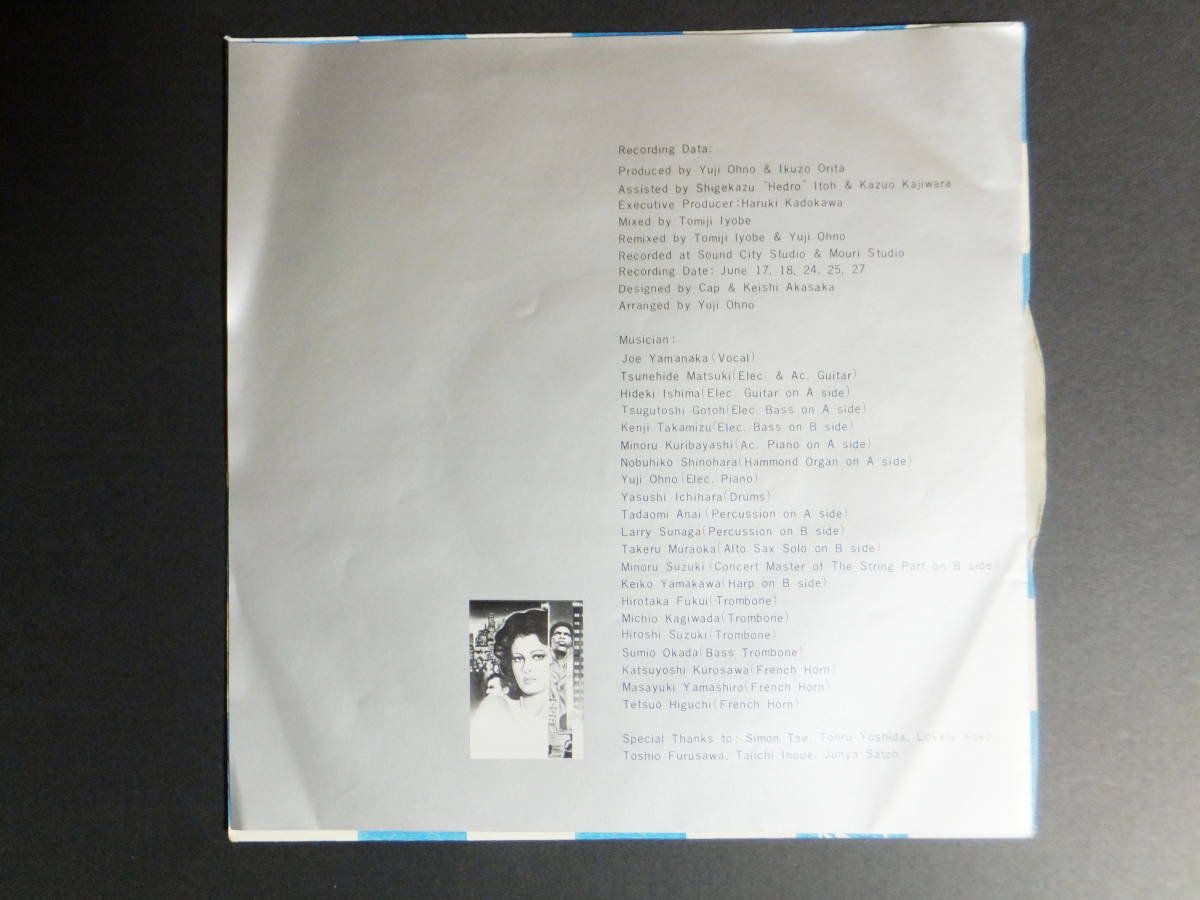 Recording Data:
Produced by Yuji Ohno & Ikuzo Orita
Assisted by Shigekazu "Hedro" Itoh & Kazuo Kajiwara
Executive Producer:Haruki Kadokawa
Mixed by Tomiji Iyobe
Remixed by Tomiji Iyobe & Yuji Ohno
Recorded at Sound City Studio & Mouri Studio
Recording Date: June 17, 18, 24, 25, 27
Designed by Cap & Keishi Akasaka
Arranged by Yuji Ohno
Musician:
Joe Yamanaka(Vocal)
Tsunehide Matsuki(Elec. & Ac. Guitar)
Hideki Ishima(Elec. Guitar on A side)
Tsugutoshi Gotoh(Elec. Bass on A side)
Kenji Takamizu(Elec. Bass on B side)
Minoru Kuribayashi(Ac. Piano on A side)
Nobuhiko Shinohara(Hammond Organ on A side)
Yuji Ohno(Elec. Piano)
Yasushi Ichihara(Drums)
Tadaomi Anai(Percussion on A side)
Larry Sunaga(Percussion on B side)
Takeru Muraoka(Alto Sax Solo on B side)
Minoru Suzuki(Concert Master of The String Part on B side)
Keiko Yamakawa(Harp on B side)
Hirotaka Fukui(Trombone)
Michio Kagiwada(Trombone)
Hiroshi Suzuki(Trombone)
Sumio Okada(Bass Trombone)
Katsuyoshi Kurosawa(French Horn)
Masayuki Yamashiro(French Horn)
Tetsuo Higuchi(French Horn)
Special Thanks to: Simon Tse, Tonru Yoshida, Lovely Kaku,
Toshio Furusawa, Taiichi Inoue, Junya Satoh.